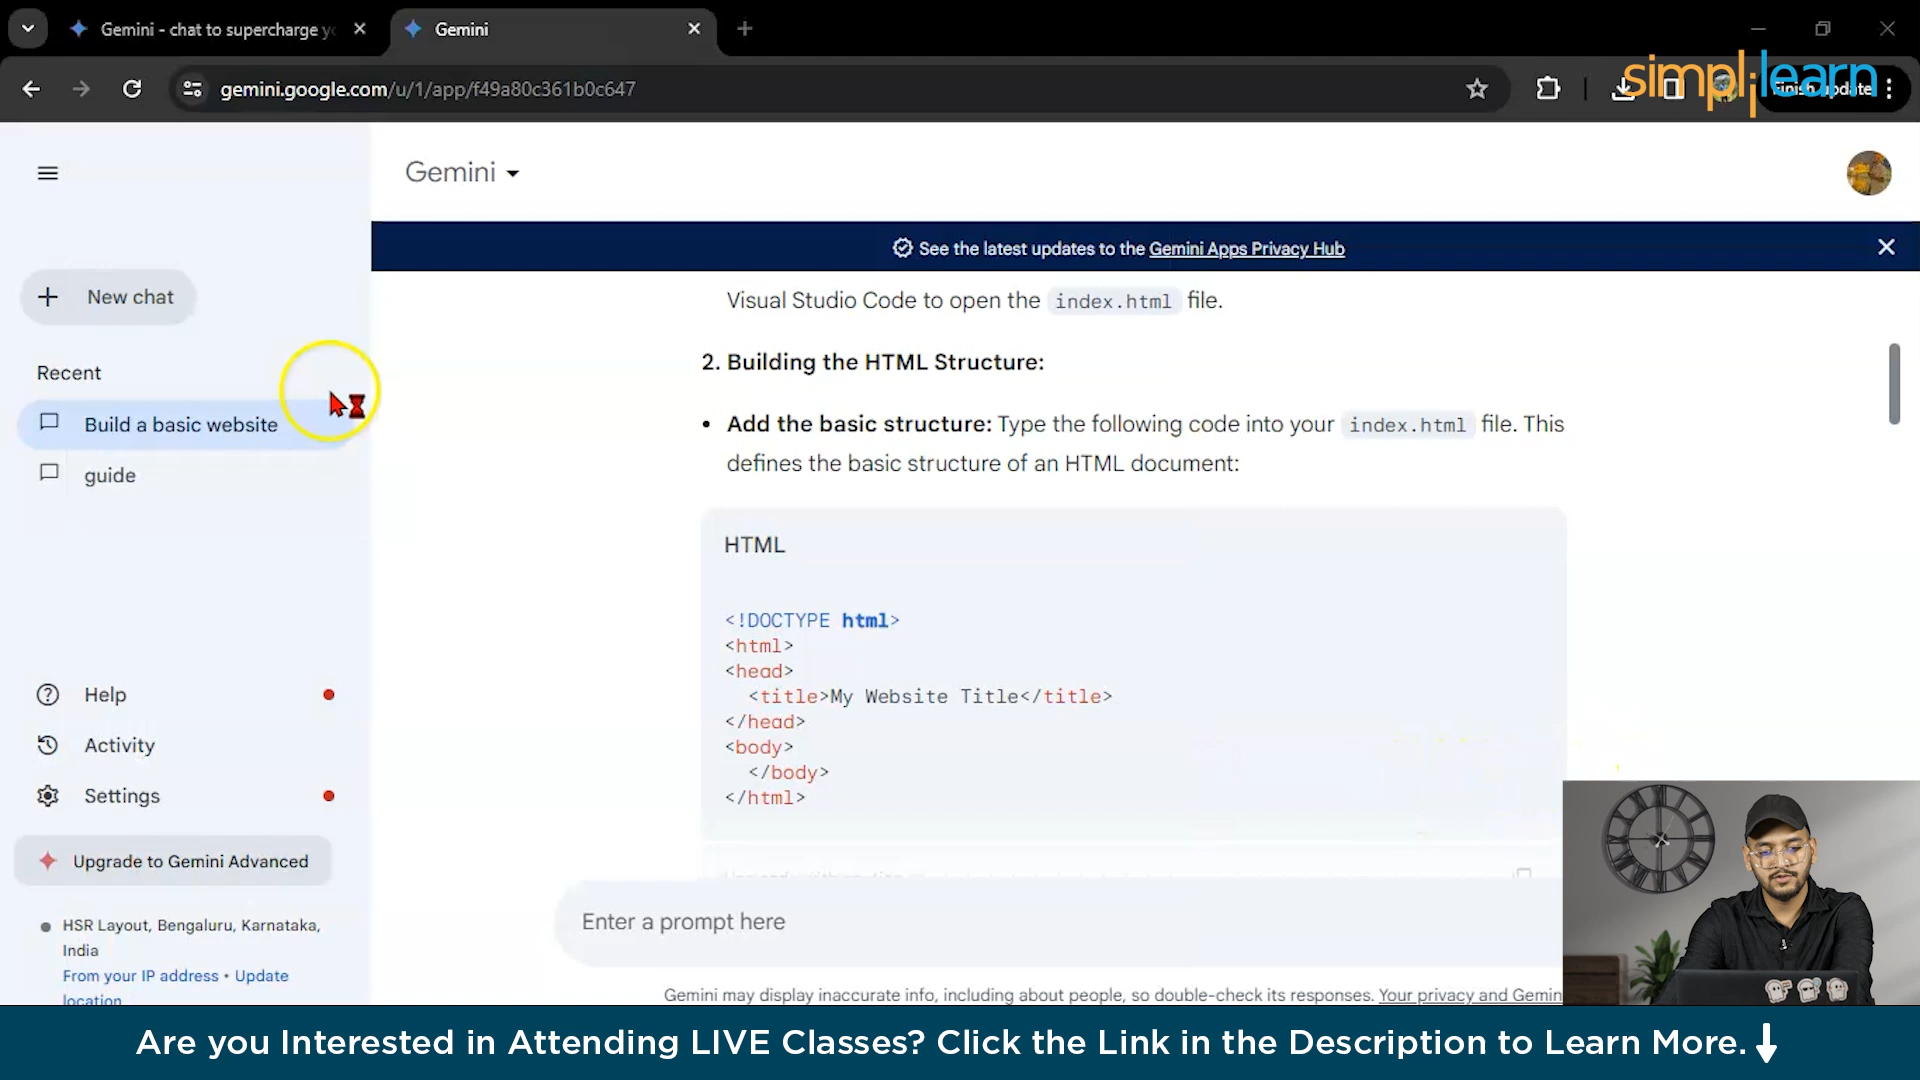 Gemini - chat to supercharge yo
Gemini
gemini.google.com/u/1/app/f49a80c361b0c647
Finish update
simplilearn
Gemini
See the latest updates to the Gemini Apps Privacy Hub
New chat
Recent
Build a basic website
guide
Help
Activity
Settings
Upgrade to Gemini Advanced
HSR Layout, Bengaluru, Karnataka,
India
From your IP address • Update
location
Visual Studio Code to open the index.html file.
2. Building the HTML Structure:
• Add the basic structure: Type the following code into your index.html file. This
defines the basic structure of an HTML document:
HTML
<!DOCTYPE html>
<html>
<head>
<title>My Website Title</title>
</head>
<body>
</body>
</html>
Enter a prompt here
Gemini may display inaccurate info, including about people, so double-check its responses. Your privacy and Gemin
Are you Interested in Attending LIVE Classes? Click the Link in the Description to Learn More.